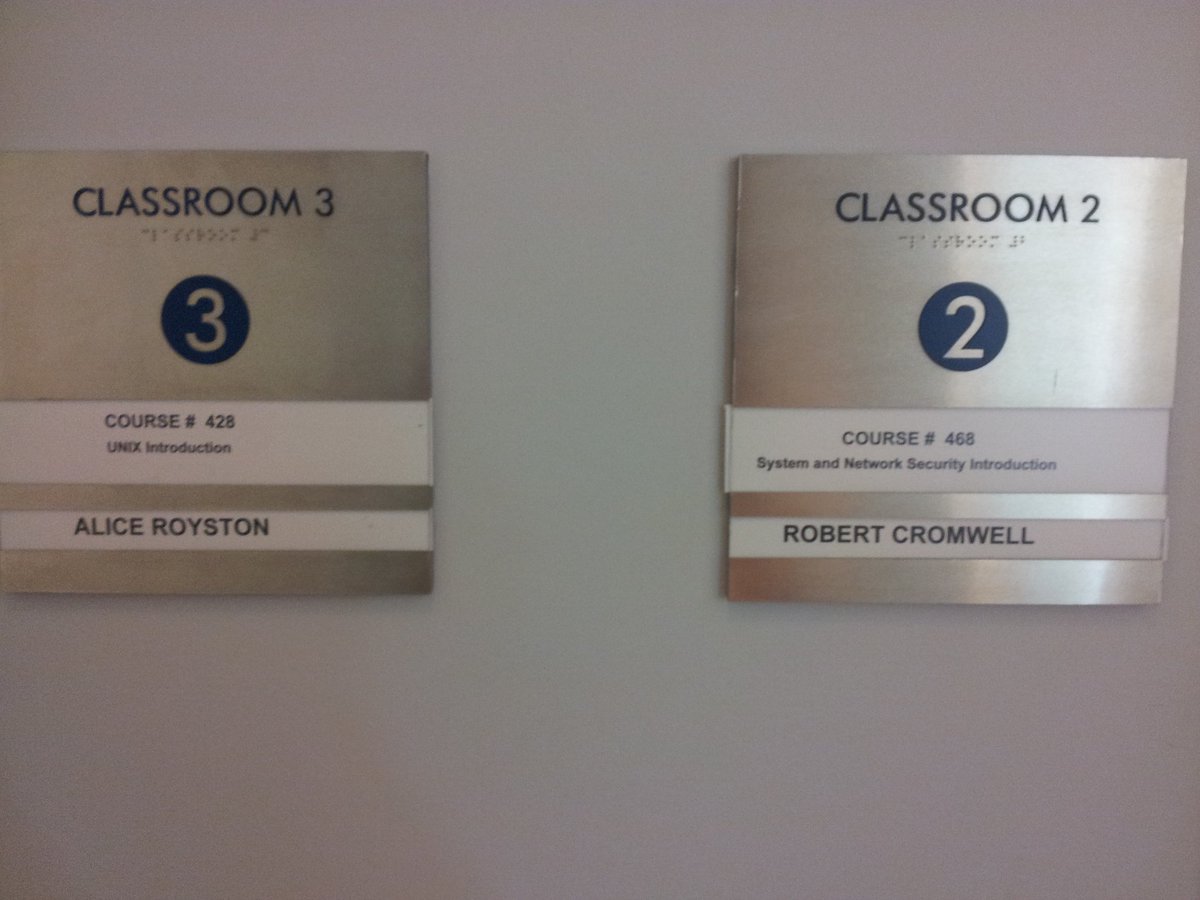 CLASSROOM 3
3
COURSE # 428
UNIX Introduction
ALICE ROYSTON
CLASSROOM 2
2
COURSE # 468
System and Network Security Introduction
ROBERT CROMWELL